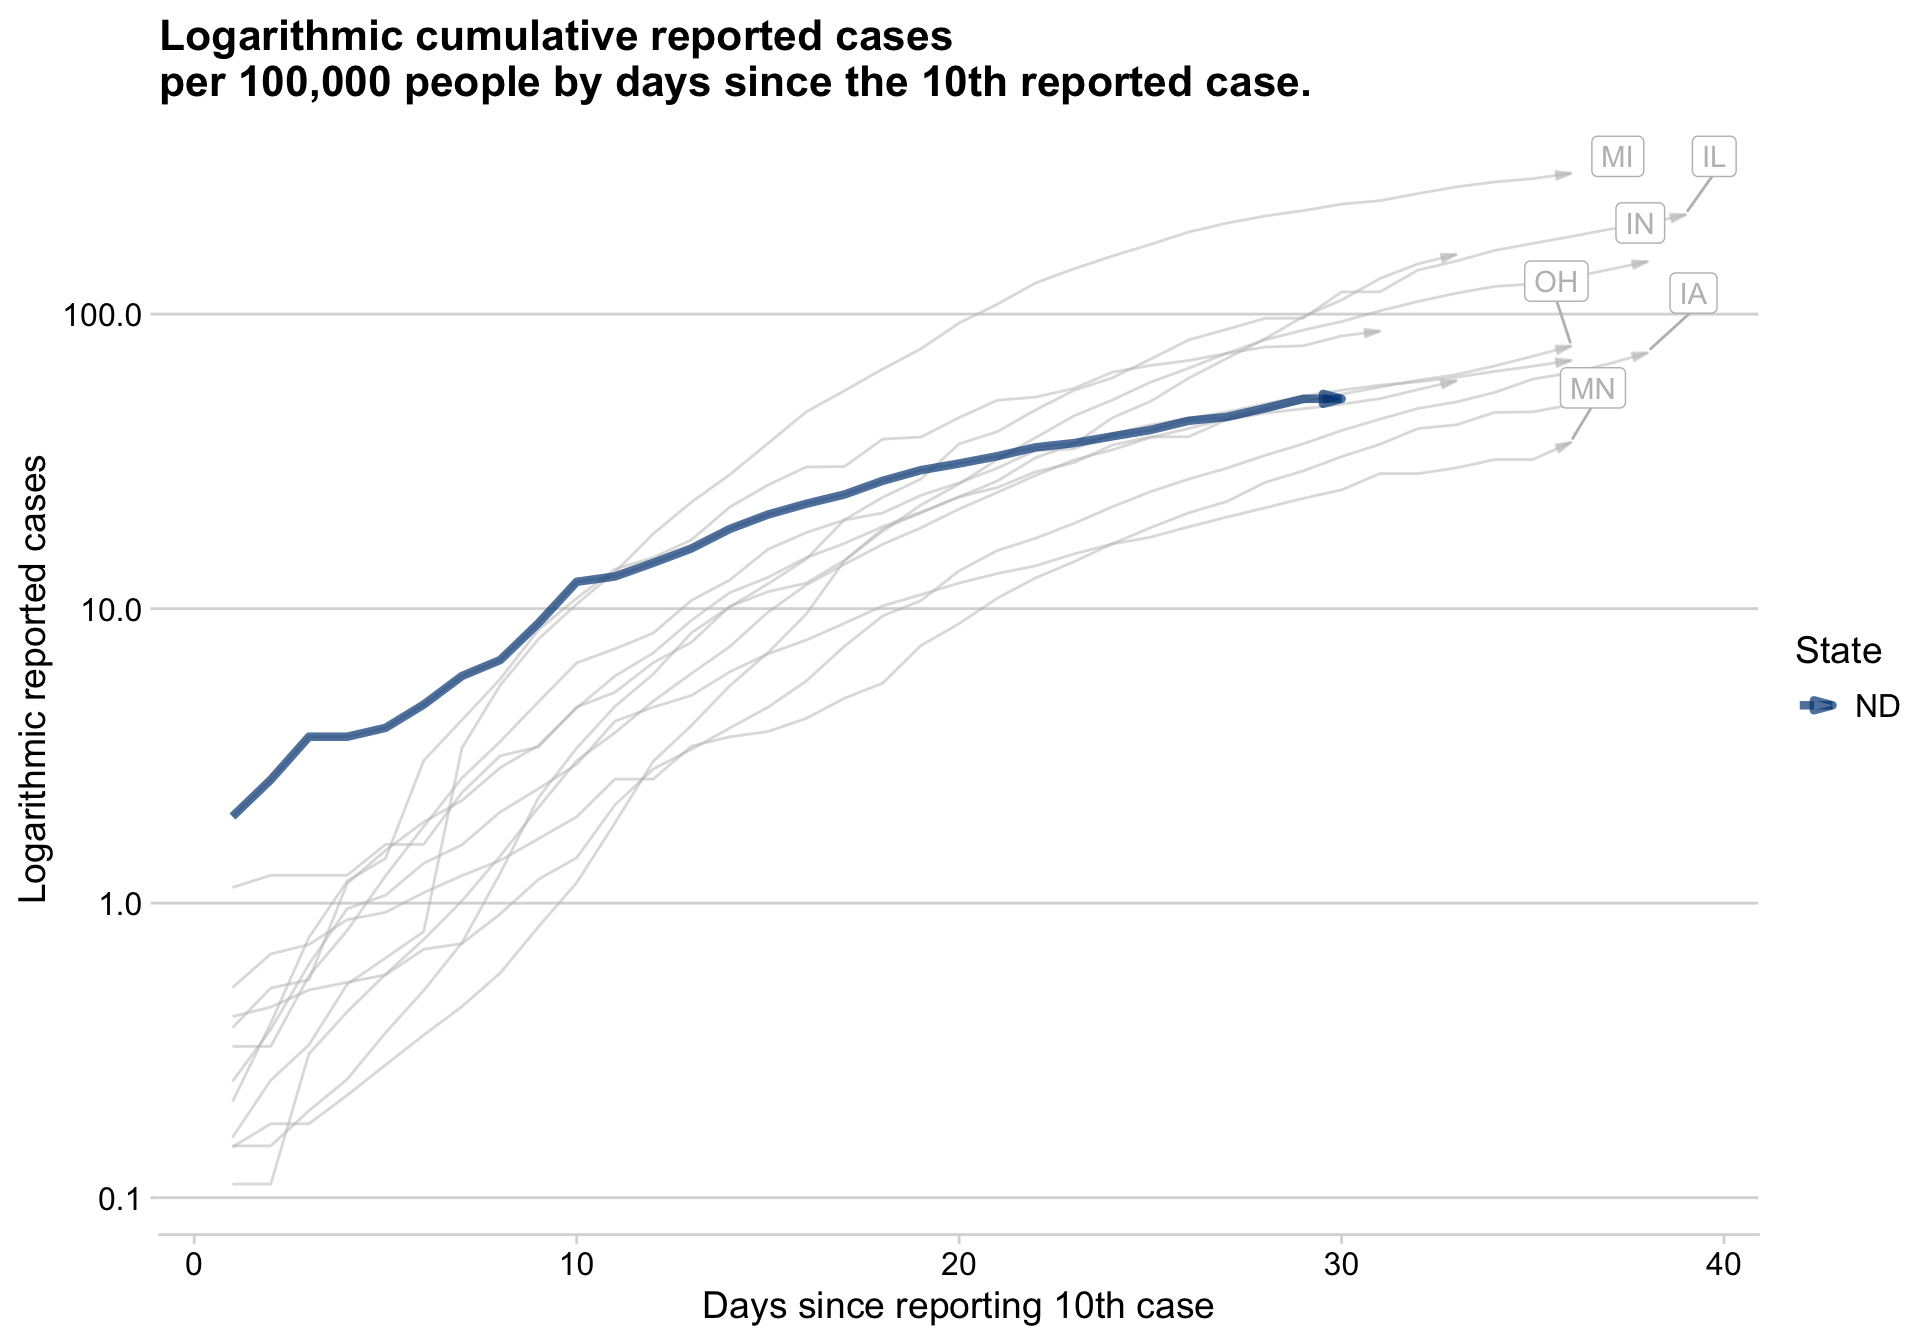 Logarithmic cumulative reported cases
per 100,000 people by days since the 10th reported case.
MI
IL
IN
OH
IA
MN
100.0
10.0
1.0
0.1
Logarithmic reported cases
State
ND
0
10
20
30
40
Days since reporting 10th case